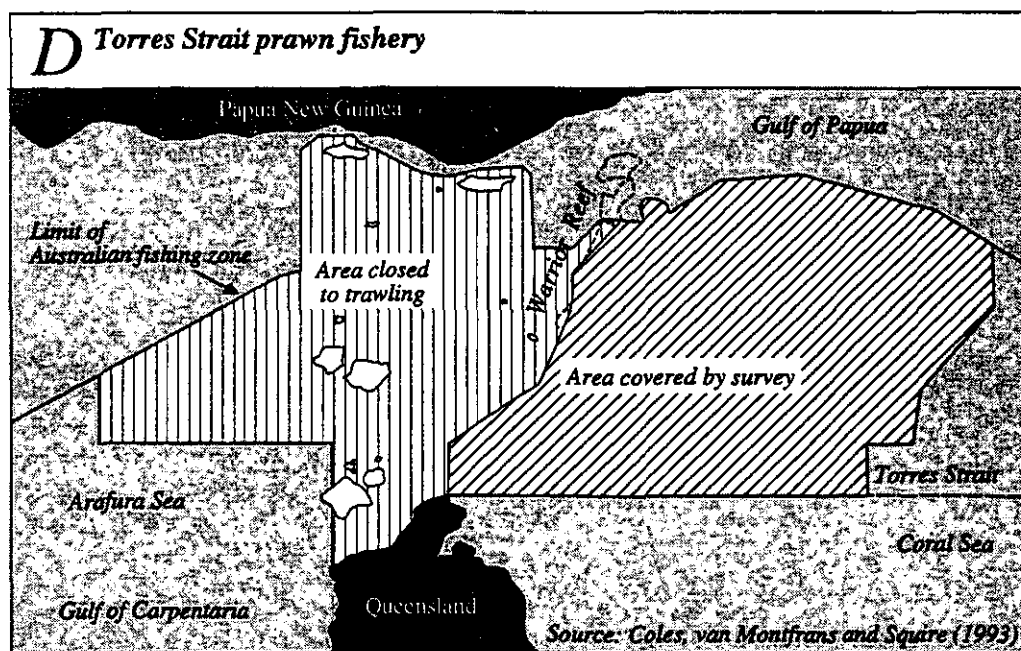 D Torres Strait prawn fishery
Papua New Guinea
Gulf of Papua
Warrior Reef
Limit of
Australian fishing zone
Area closed
to trawling
Area covered by survey
Torres Strait
Arafura Sea
Coral Sea
Gulf of Carpentaria
Queensland
Source: Coles, van Montfrans and Squire (1993)